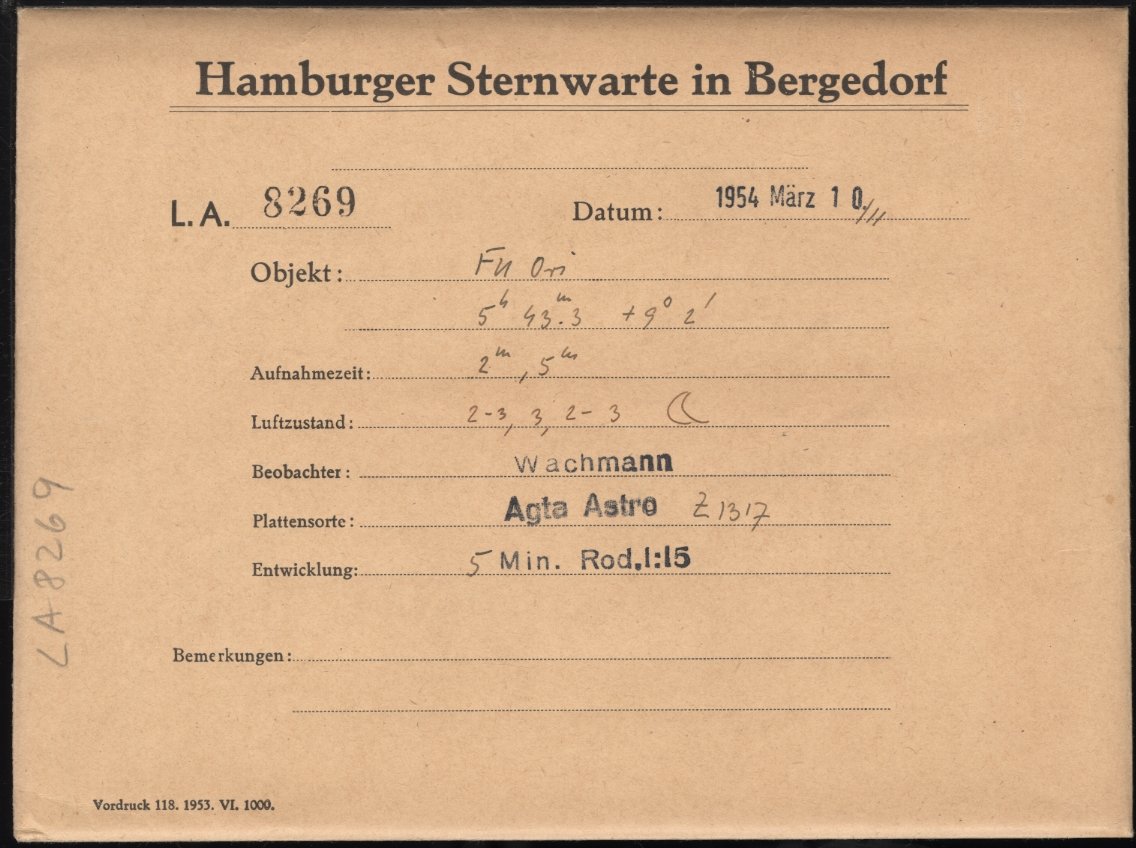 Hamburger Sternwarte in Bergedorf
L. A. 8269
Datum: 1954 März 10./11
Objekt: FU Ori
5ʰ 43ᵐ.3 +9° 2'
Aufnahmezeit: 2ᵐ, 5ᵐ
Luftzustand: 2-3, 3, 2-3 ☾
Beobachter: Wachmann
Plattensorte: Agfa Astro Z 1317
Entwicklung: 5 Min. Rod. 1:15
Bemerkungen:
LA 8269
Vordruck 118. 1953. VI. 1000.